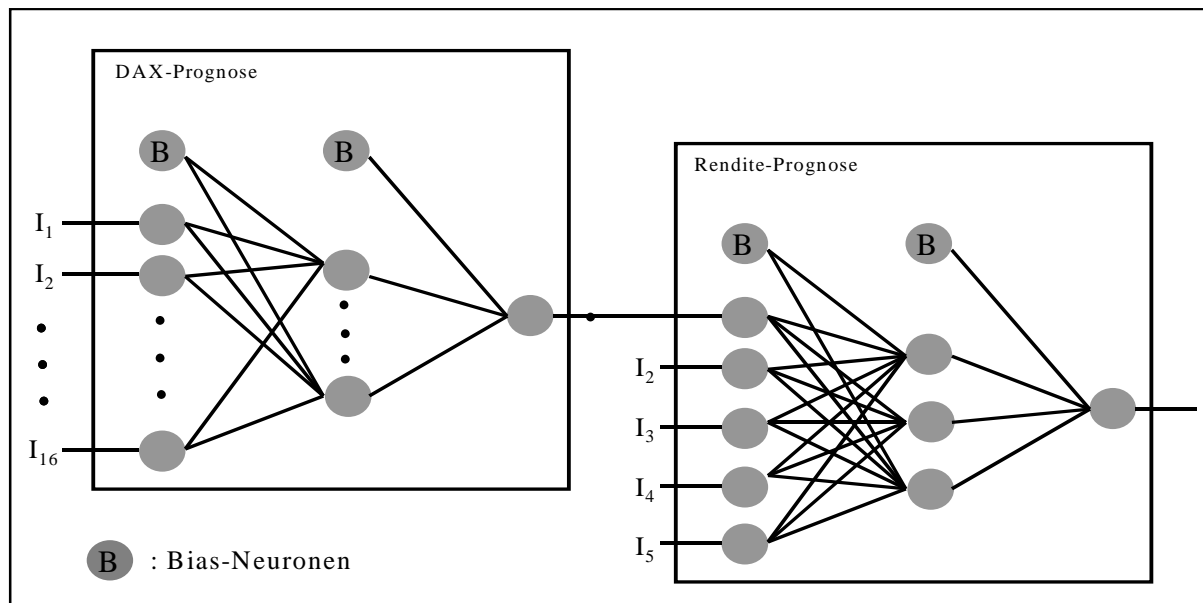 DAX-Prognose
B B
I1
I2
I16
Rendite-Prognose
B B
I2
I3
I4
I5
B : Bias-Neuronen